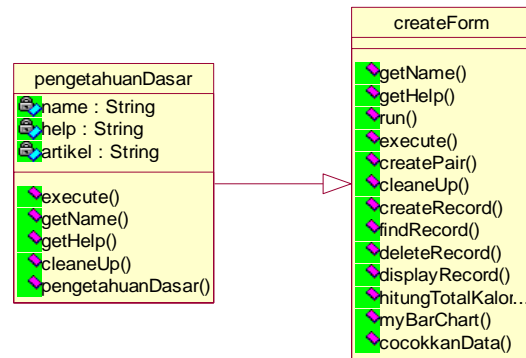 pengetahuanDasar
name : String
help : String
artikel : String
execute()
getName()
getHelp()
cleaneUp()
pengetahuanDasar()
createForm
getName()
getHelp()
run()
execute()
createPair()
cleaneUp()
createRecord()
findRecord()
deleteRecord()
displayRecord()
hitungTotalKalor...
myBarChart()
cocokkanData()